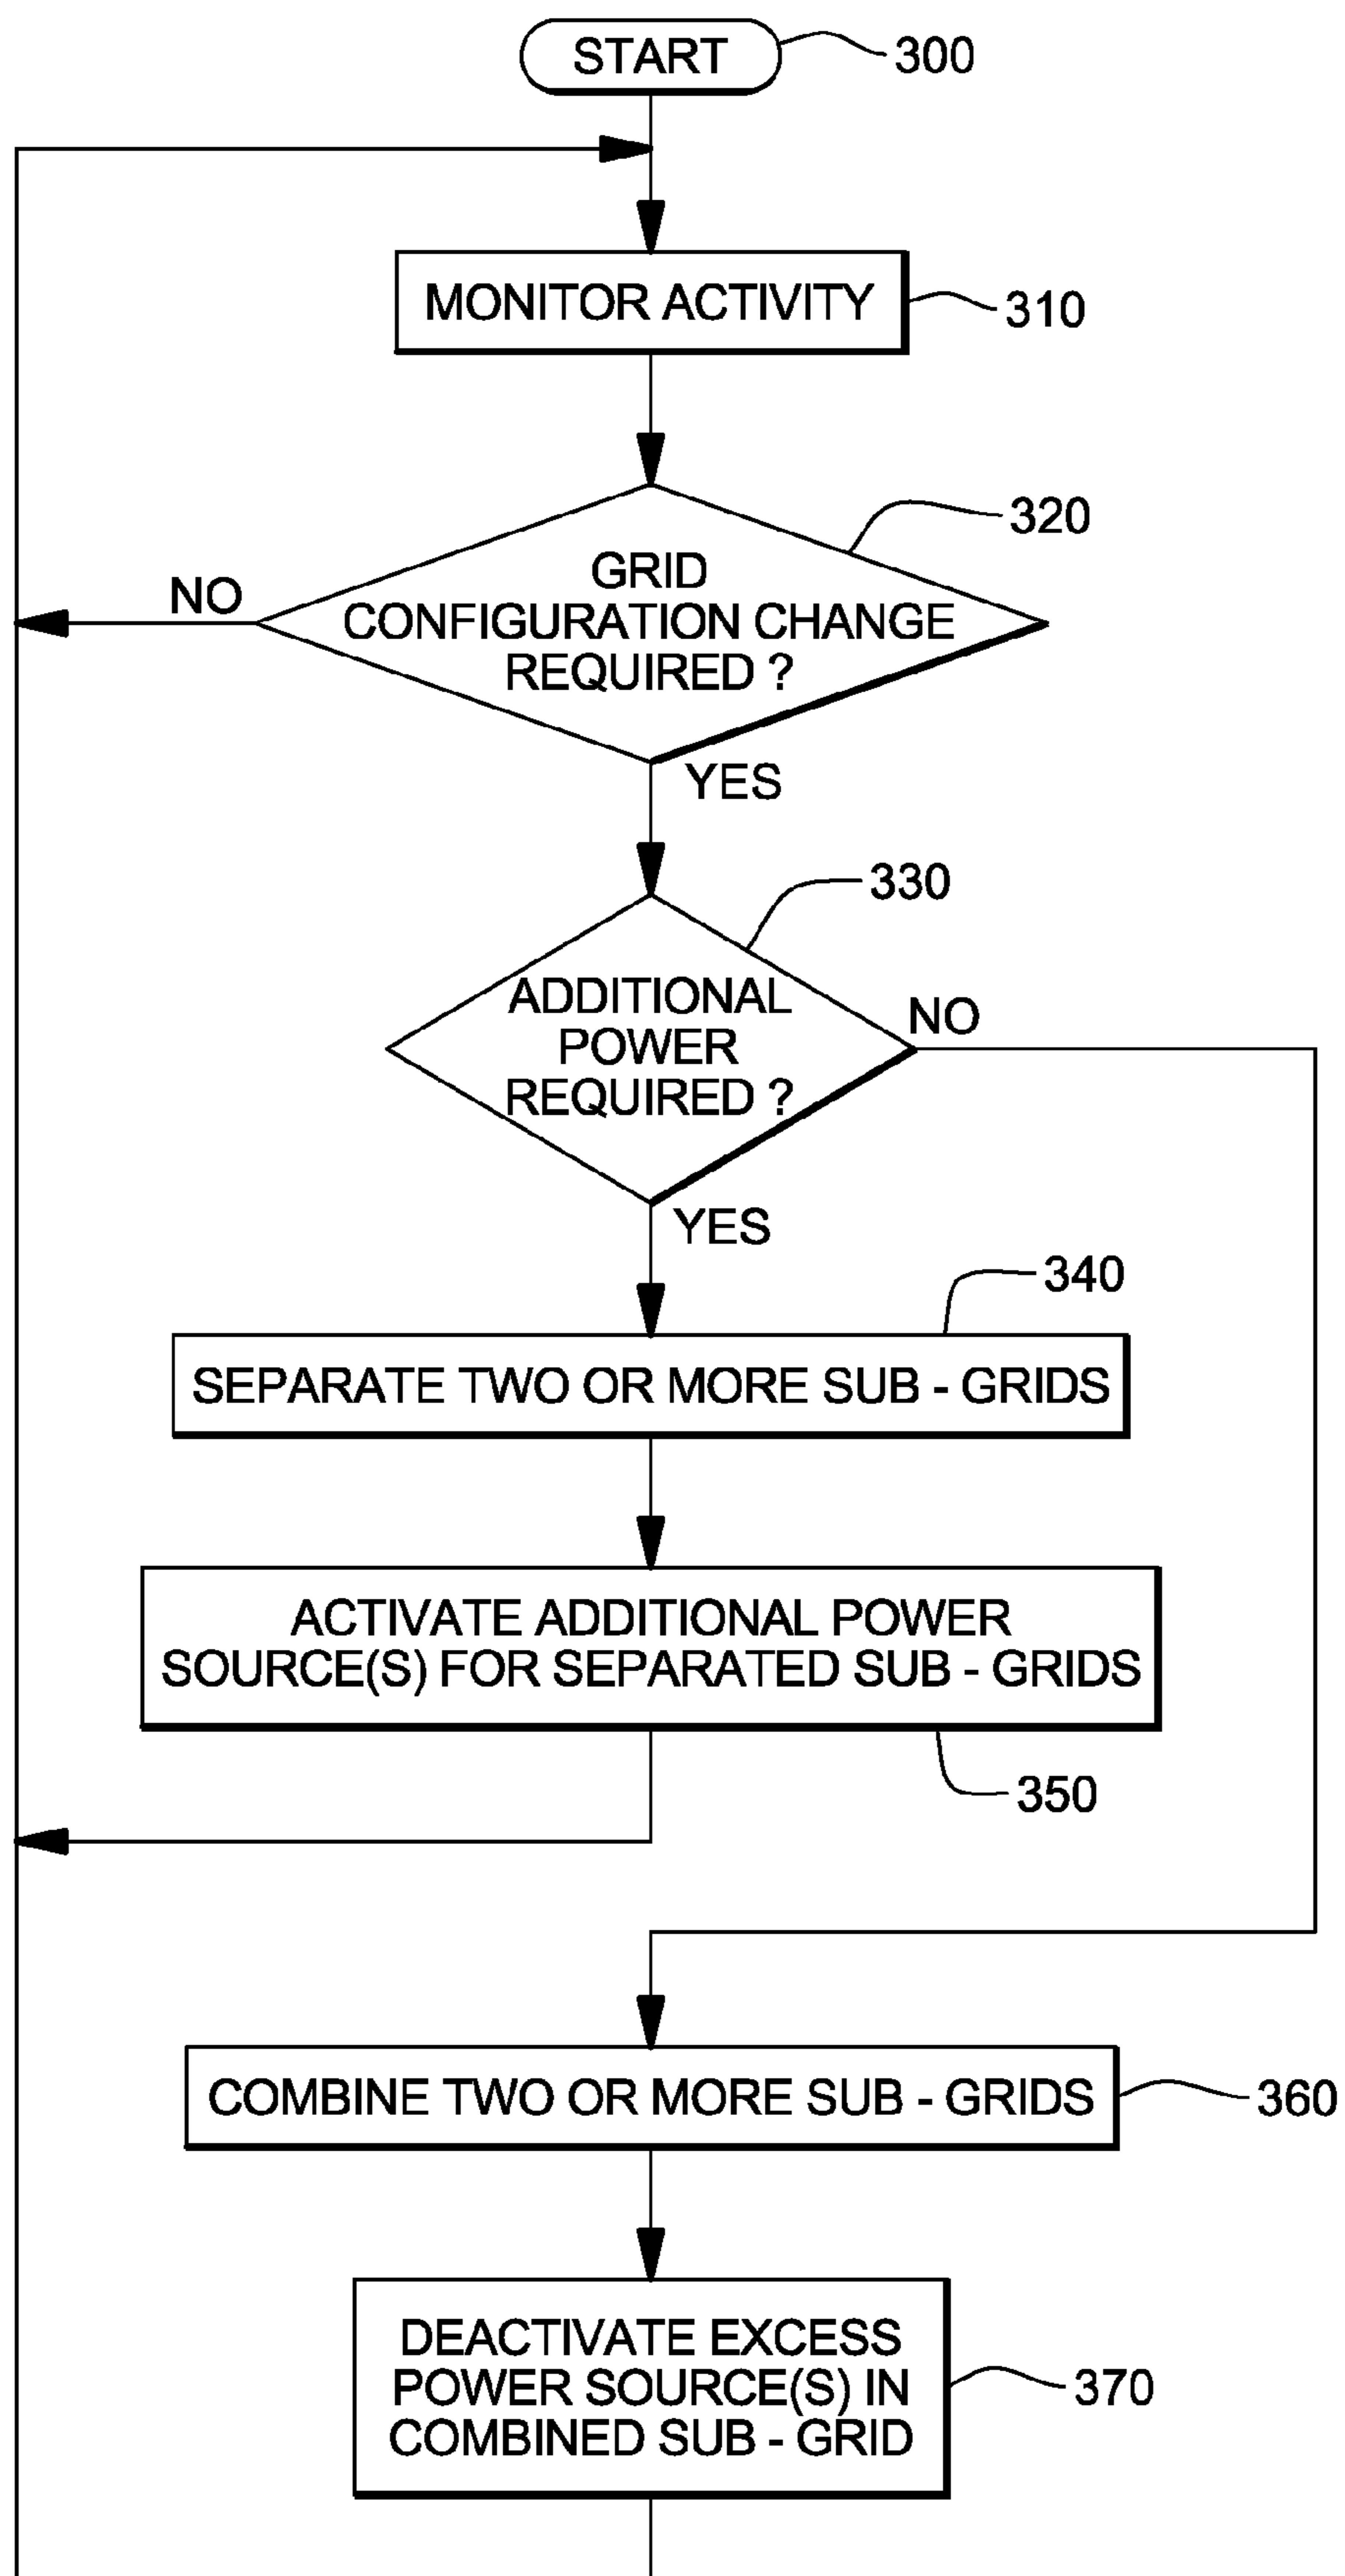 START
300
MONITOR ACTIVITY
310
320
GRID
CONFIGURATION CHANGE
REQUIRED ?
NO
YES
330
ADDITIONAL
POWER
REQUIRED ?
NO
YES
340
SEPARATE TWO OR MORE SUB - GRIDS
ACTIVATE ADDITIONAL POWER
SOURCE(S) FOR SEPARATED SUB - GRIDS
350
COMBINE TWO OR MORE SUB - GRIDS
360
DEACTIVATE EXCESS
POWER SOURCE(S) IN
COMBINED SUB - GRID
370